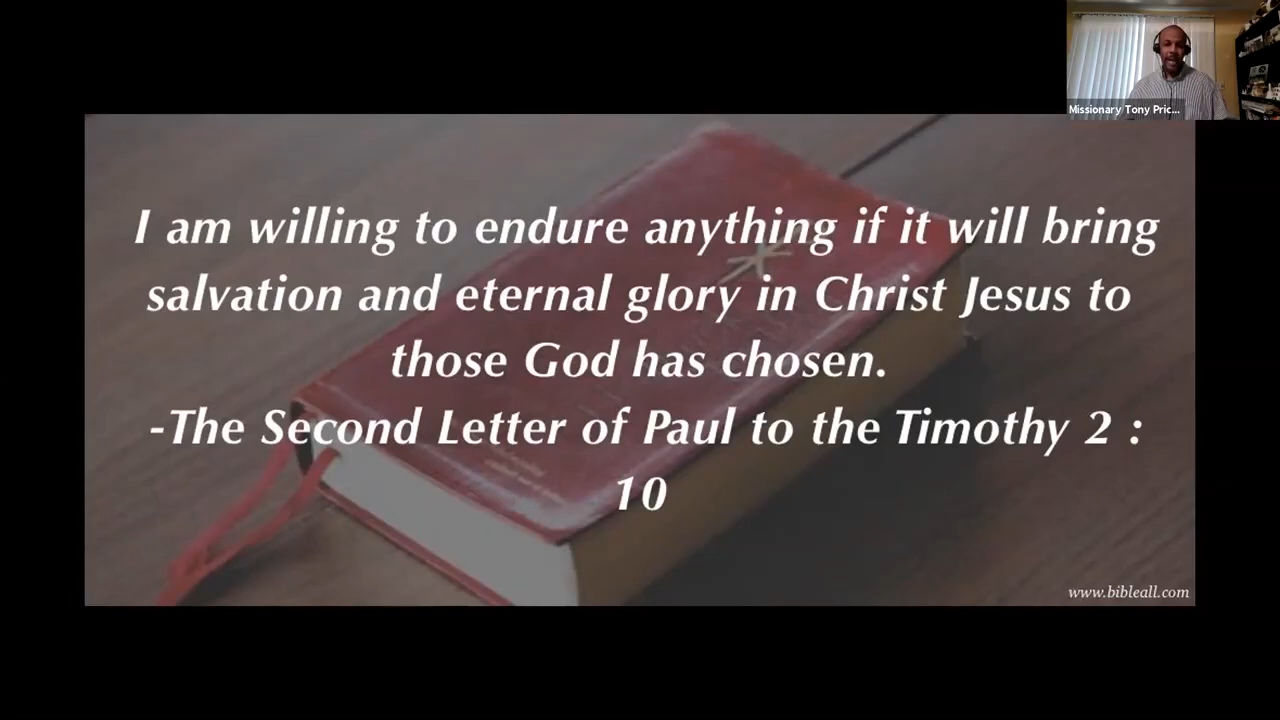 Missionary Tony Pric...
I am willing to endure anything if it will bring
salvation and eternal glory in Christ Jesus to
those God has chosen.
-The Second Letter of Paul to the Timothy 2 :
10
www.bibleall.com